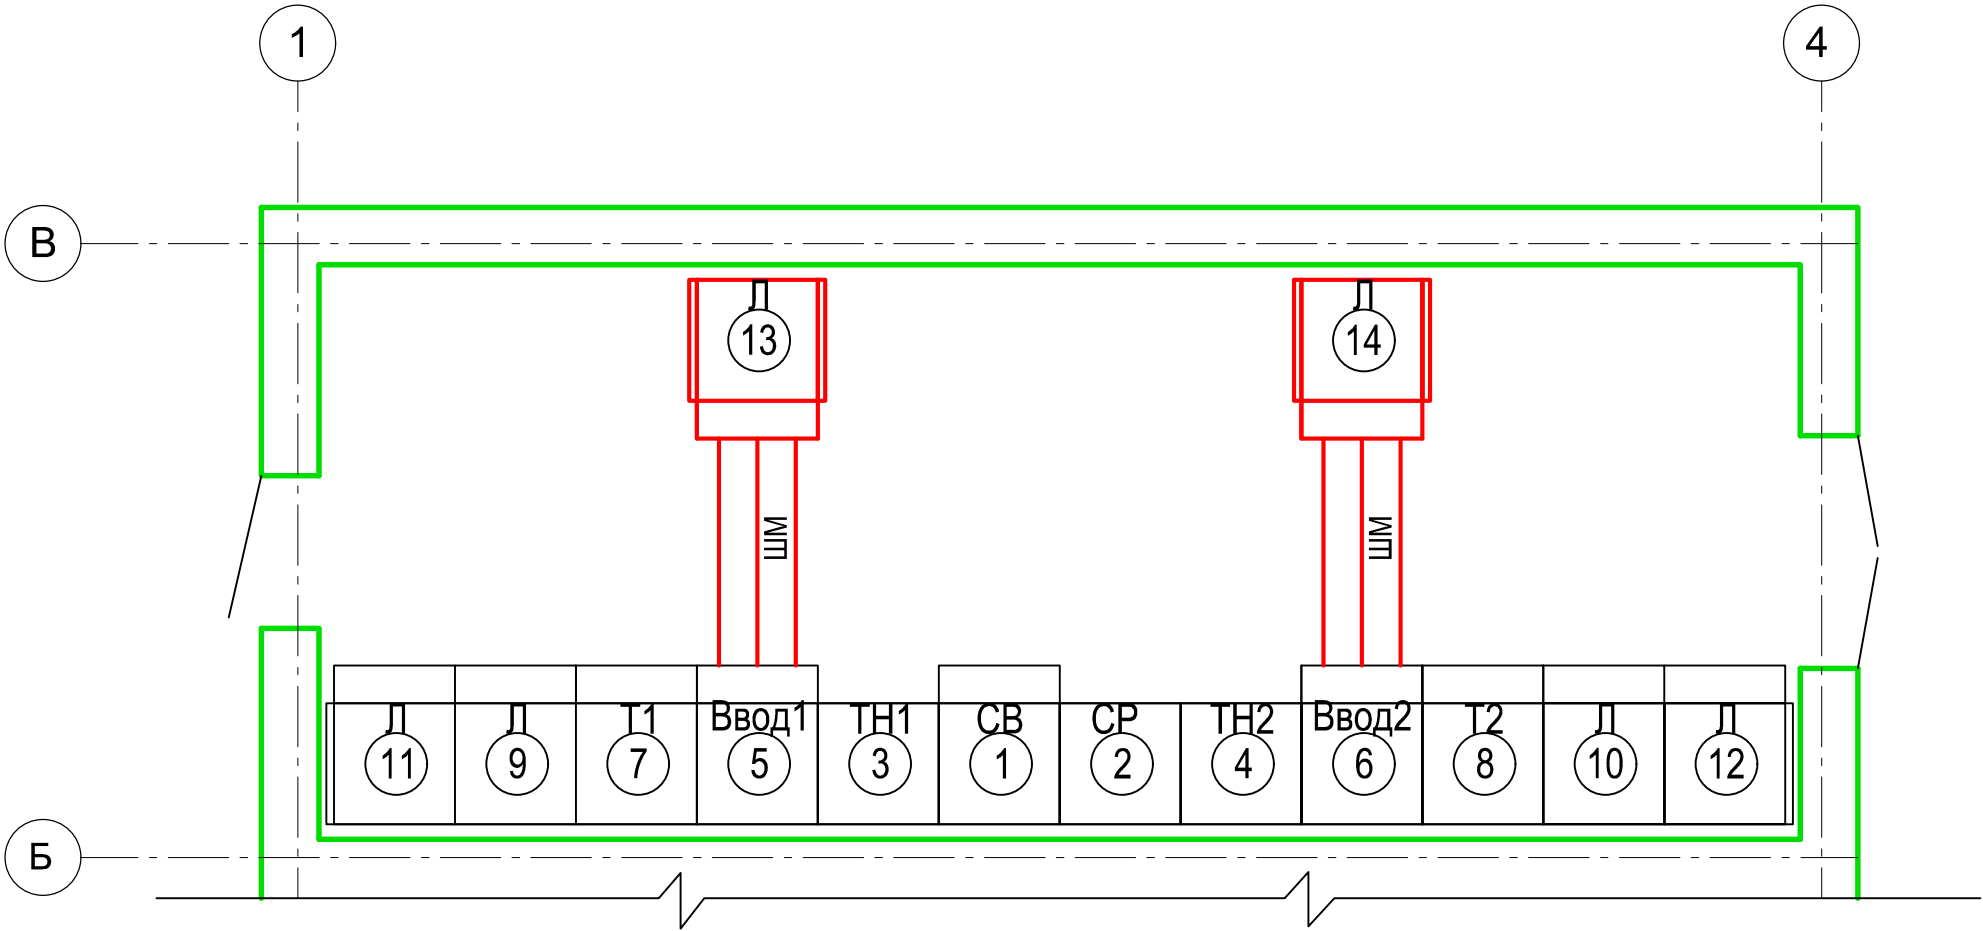 1 4
В
Л Л
13 14
ШМ ШМ
Л Л Т1 Ввод1 ТН1 СВ СР ТН2 Ввод2 Т2 Л Л
11 9 7 5 3 1 2 4 6 8 10 12
Б